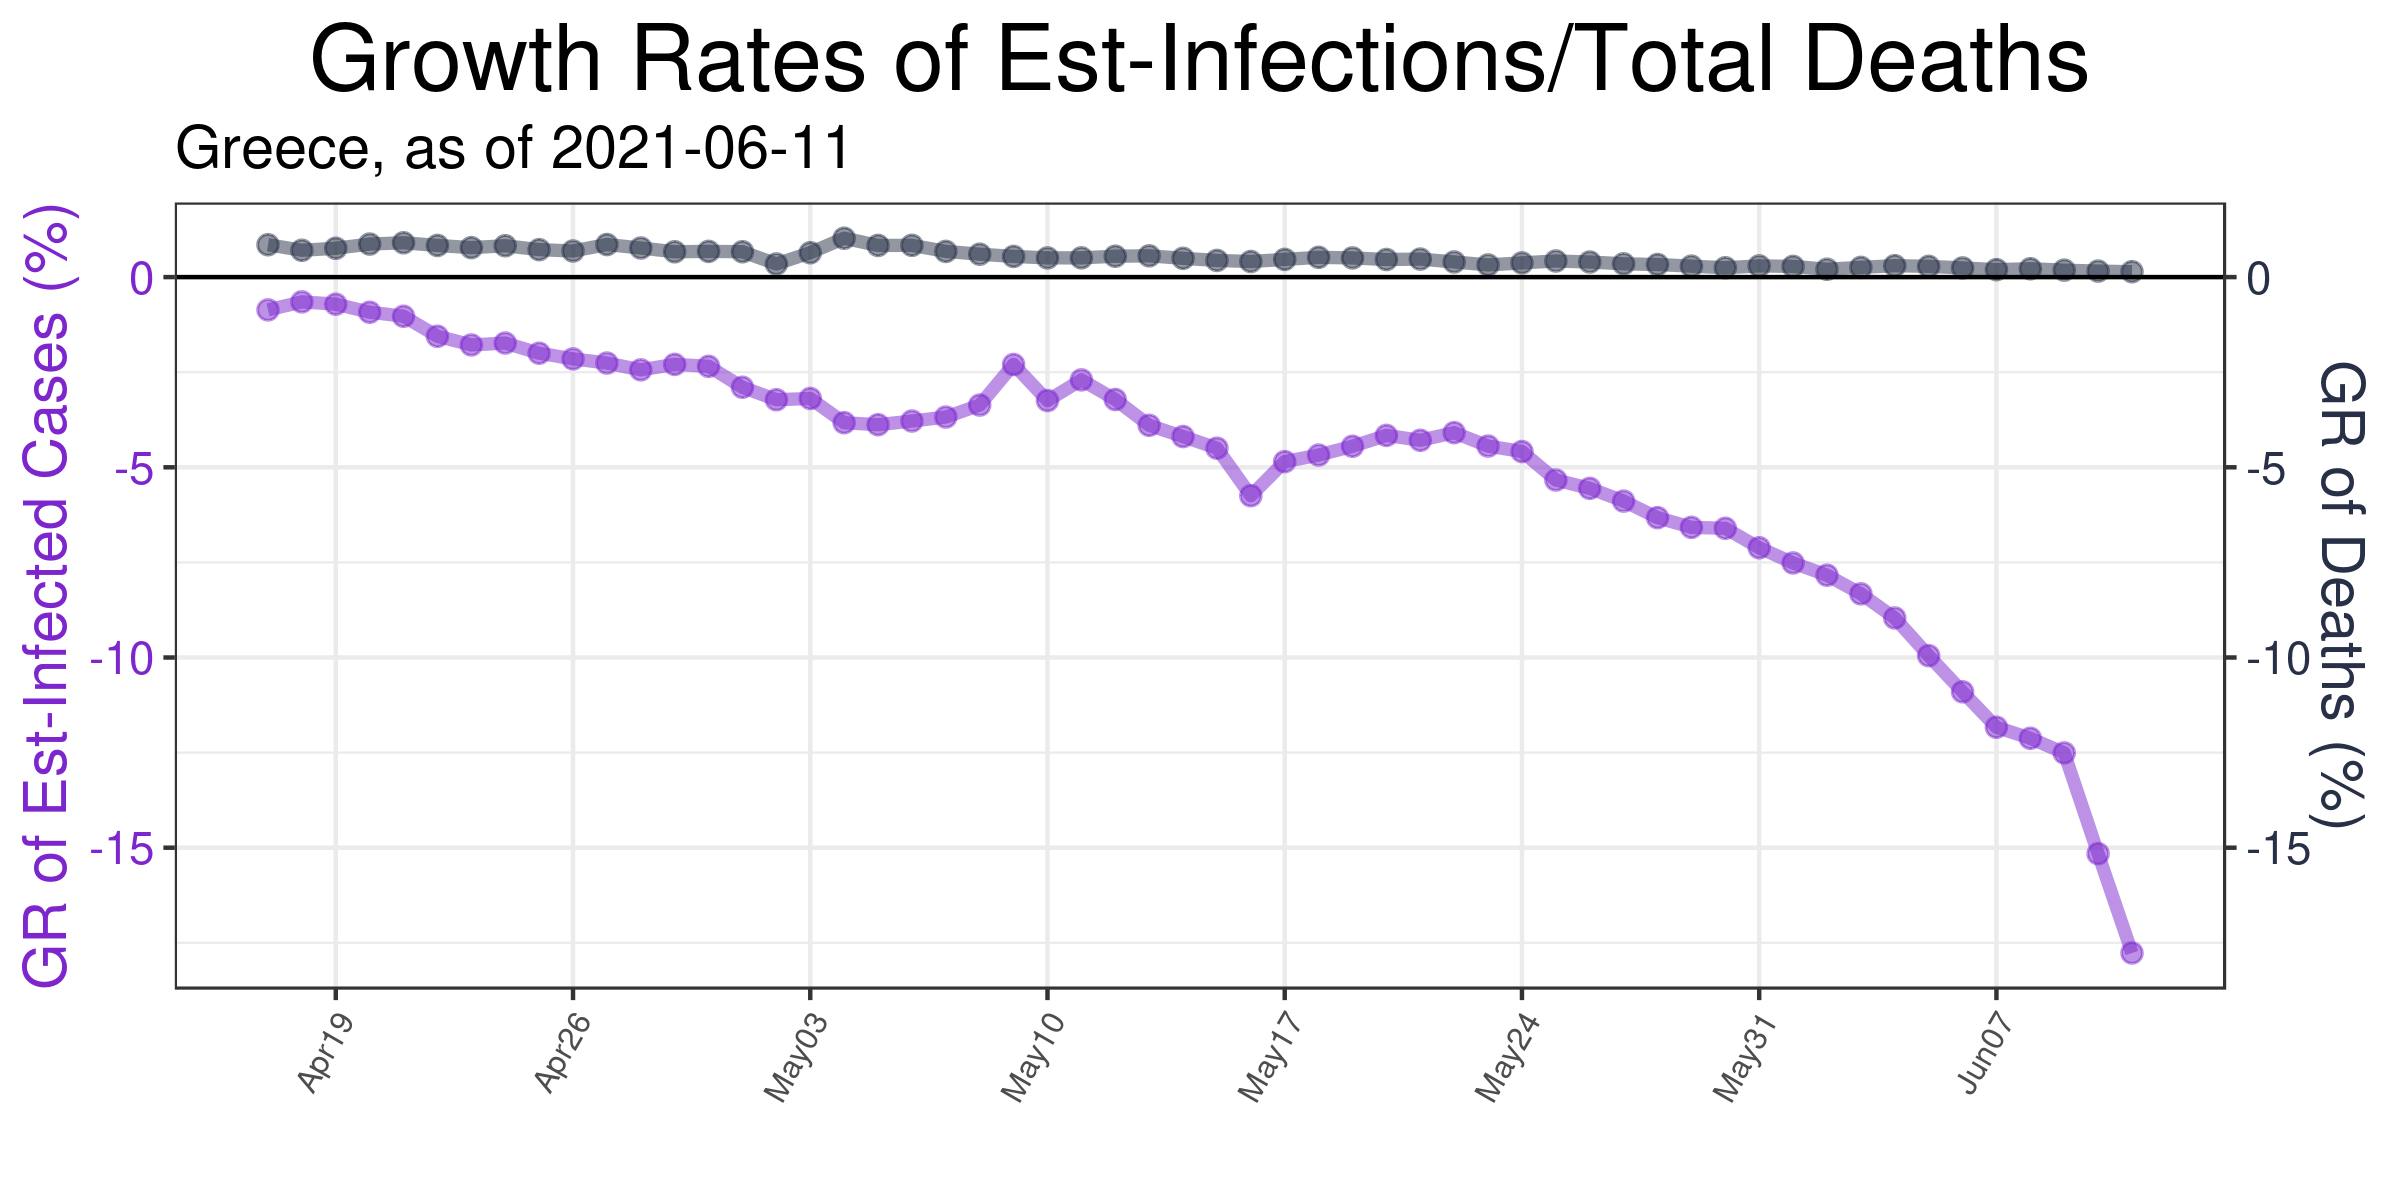 Growth Rates of Est-Infections/Total Deaths
Greece, as of 2021-06-11
GR of Est-Infected Cases (%)
0
-5
-10
-15
0
-5
-10
-15
GR of Deaths (%)
Apr19
Apr26
May03
May10
May17
May24
May31
Jun07